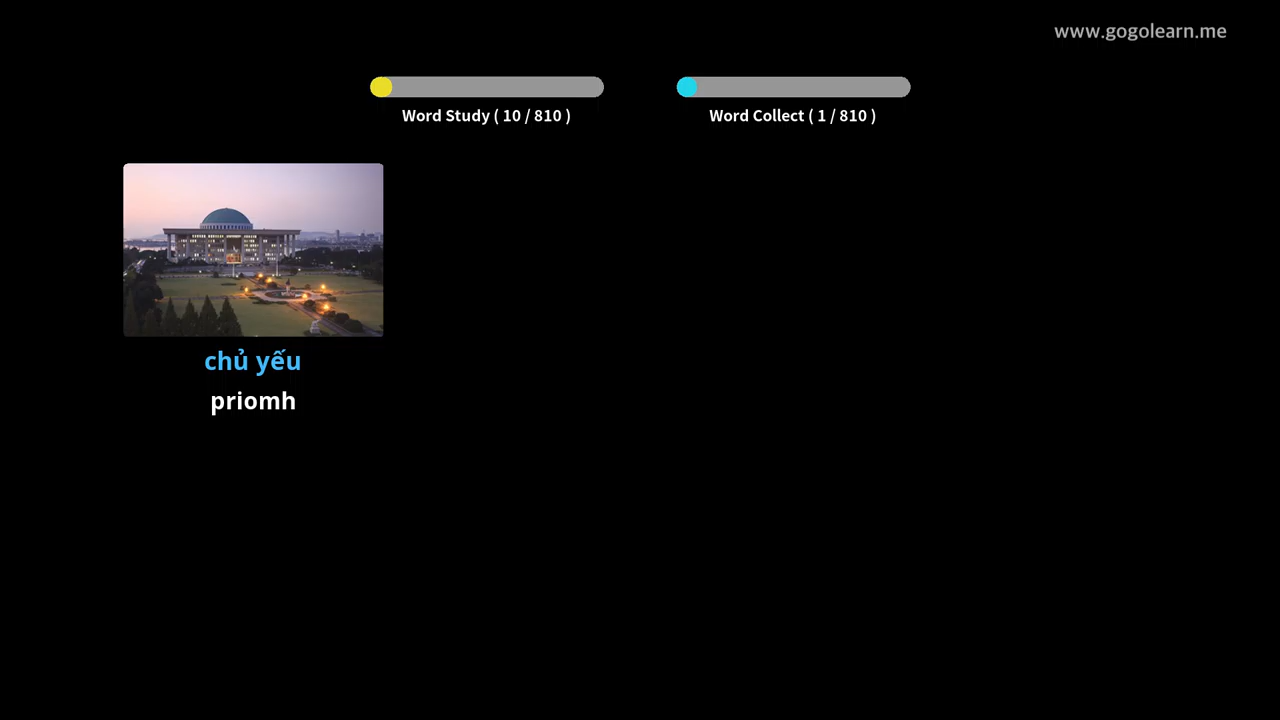 www.gogolearn.me
Word Study ( 10 / 810 )
Word Collect ( 1 / 810 )
chủ yếu
priomh